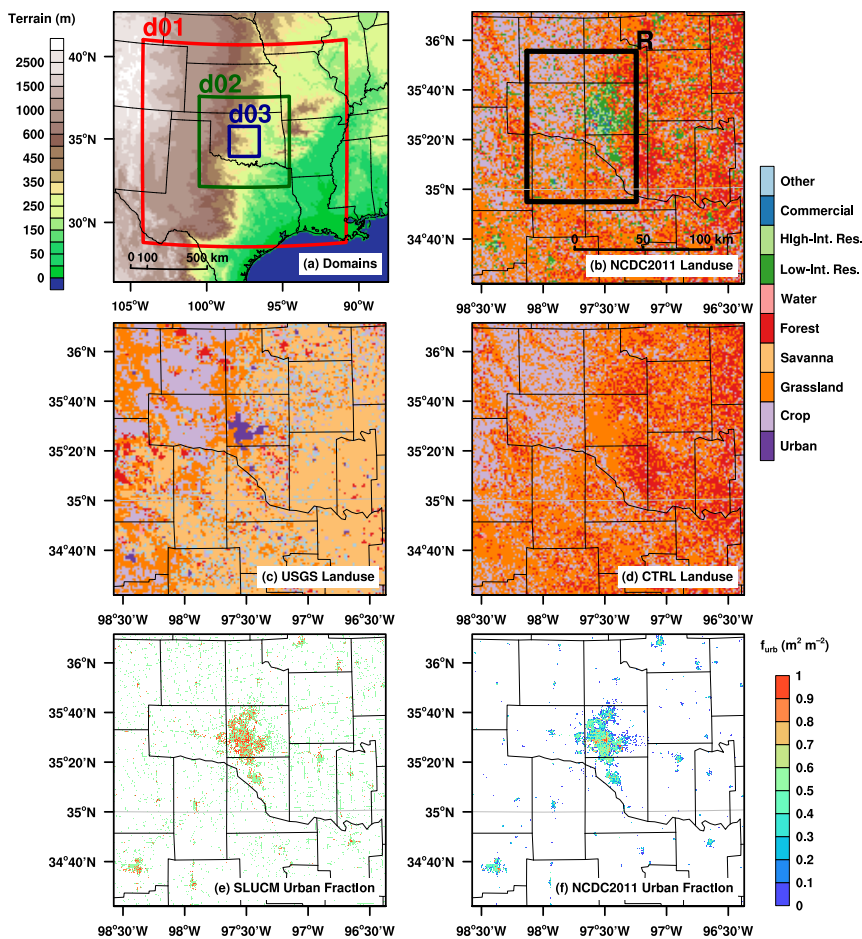 Terrain (m)
2500
1500
1000
600
450
350
250
150
50
0
40°N
35°N
30°N
d01
d02
d03
0 100 500 km
(a) Domains
105°W 100°W 95°W 90°W
36°N
35°40'N
35°20'N
35°N
34°40'N
R
0 50 100 km
(b) NCDC2011 Landuse
98°30'W 98°W 97°30'W 97°W 96°30'W
Other
Commercial
HIgh-Int. Res.
Low-Int. Res.
Water
Forest
Savanna
Grassland
Crop
Urban
36°N
35°40'N
35°20'N
35°N
34°40'N
(c) USGS Landuse
98°30'W 98°W 97°30'W 97°W 96°30'W
36°N
35°40'N
35°20'N
35°N
34°40'N
(d) CTRL Landuse
98°30'W 98°W 97°30'W 97°W 96°30'W
36°N
35°40'N
35°20'N
35°N
34°40'N
(e) SLUCM Urban FractIon
98°30'W 98°W 97°30'W 97°W 96°30'W
36°N
35°40'N
35°20'N
35°N
34°40'N
(f) NCDC2011 Urban FractIon
98°30'W 98°W 97°30'W 97°W 96°30'W
f_urb (m² m⁻²)
1
0.9
0.8
0.7
0.6
0.5
0.4
0.3
0.2
0.1
0